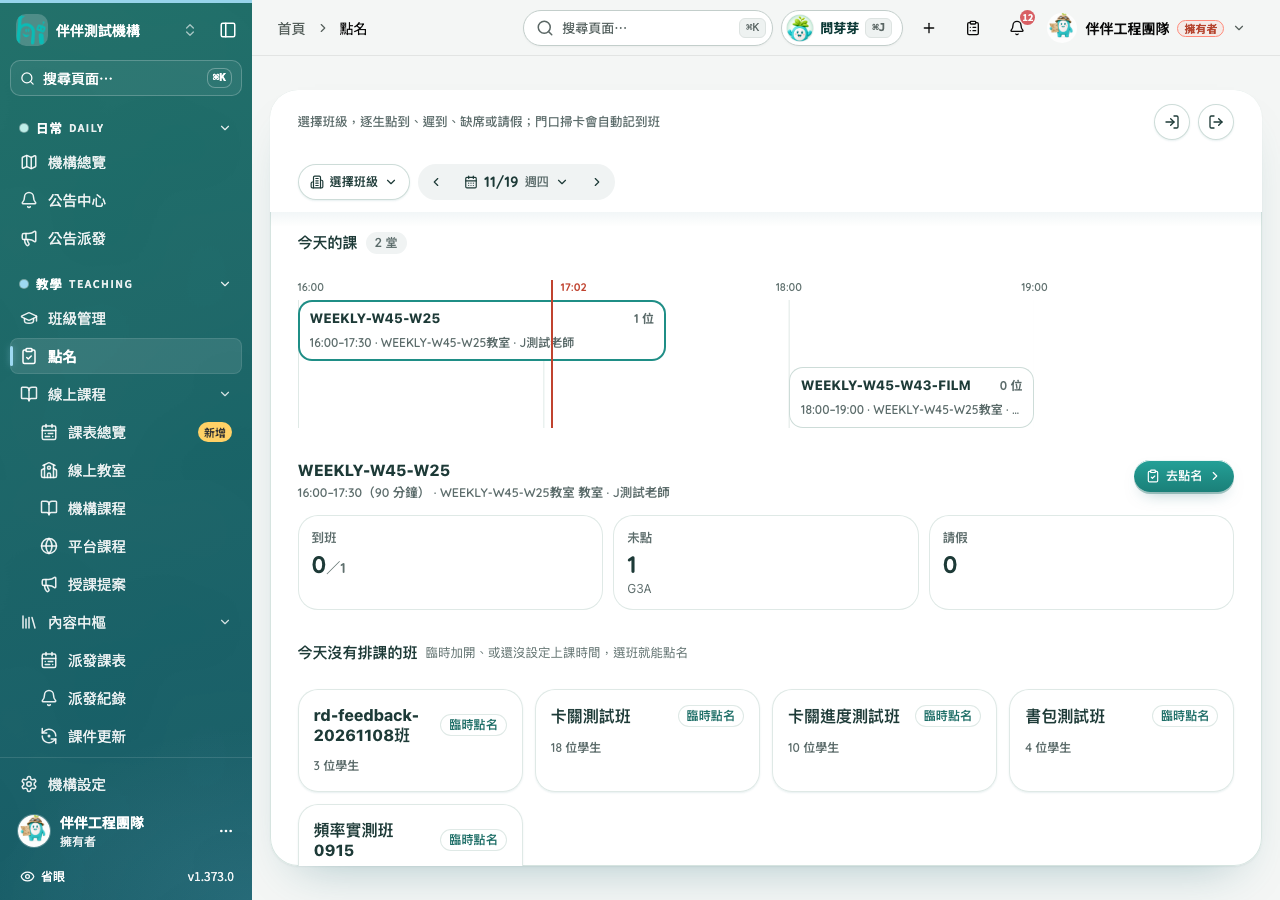 伴伴測試機構
搜尋頁面… ⌘K
日常 DAILY
機構總覽
公告中心
公告派發
教學 TEACHING
班級管理
點名
線上課程
課表總覽 新增
線上教室
機構課程
平台課程
授課提案
內容中樞
派發課表
派發紀錄
課件更新
機構設定
伴伴工程團隊
擁有者
省眼 v1.373.0
首頁 > 點名
搜尋頁面… ⌘K
問芽芽 ⌘J
12
伴伴工程團隊 擁有者
選擇班級，逐生點到、遲到、缺席或請假；門口掃卡會自動記到班
選擇班級
11/19 週四
今天的課 2 堂
16:00 17:02 18:00 19:00
WEEKLY-W45-W25 1 位
16:00–17:30 · WEEKLY-W45-W25教室 · J測試老師
WEEKLY-W45-W43-FILM 0 位
18:00–19:00 · WEEKLY-W45-W25教室 · …
WEEKLY-W45-W25
16:00–17:30（90 分鐘） · WEEKLY-W45-W25教室 教室 · J測試老師
去點名
到班
0／1
未點
1
G3A
請假
0
今天沒有排課的班 臨時加開、或還沒設定上課時間，選班就能點名
rd-feedback-20261108班 臨時點名
3 位學生
卡關測試班 臨時點名
18 位學生
卡關進度測試班 臨時點名
10 位學生
書包測試班 臨時點名
4 位學生
頻率實測班 0915 臨時點名